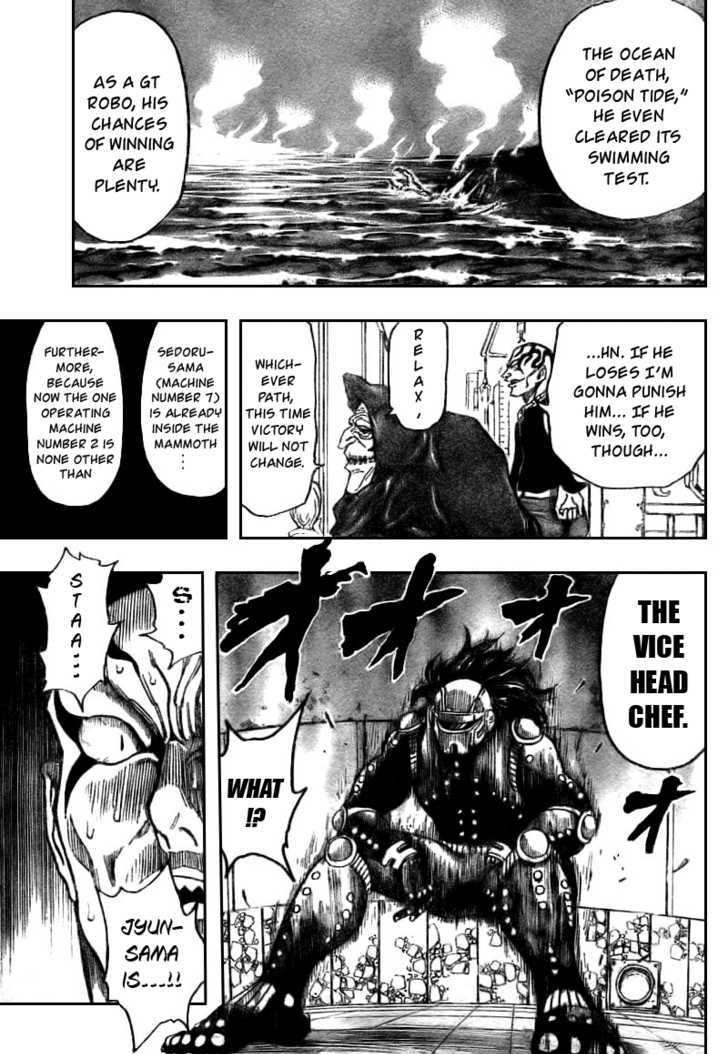 THE OCEAN
OF DEATH,
"POISON TIDE,"
HE EVEN
CLEARED ITS
SWIMMING
TEST.
AS A GT
ROBO, HIS
CHANCES
OF WINNING
ARE
PLENTY.
...HN. IF HE
LOSES I'M
GONNA PUNISH
HIM... IF HE
WINS, TOO,
THOUGH...
RELAX,
WHICH-
EVER
PATH,
THIS TIME
VICTORY
WILL NOT
CHANGE.
SEDORU-
SAMA
(MACHINE
NUMBER 7)
IS ALREADY
INSIDE THE
MAMMOTH
...
FURTHER-
MORE,
BECAUSE
NOW THE ONE
OPERATING
MACHINE
NUMBER 2 IS
NONE OTHER
THAN
THE
VICE
HEAD
CHEF.
オオオオ
WHAT
!?
S...
STAA...
JYUN-
SAMA
IS...!!